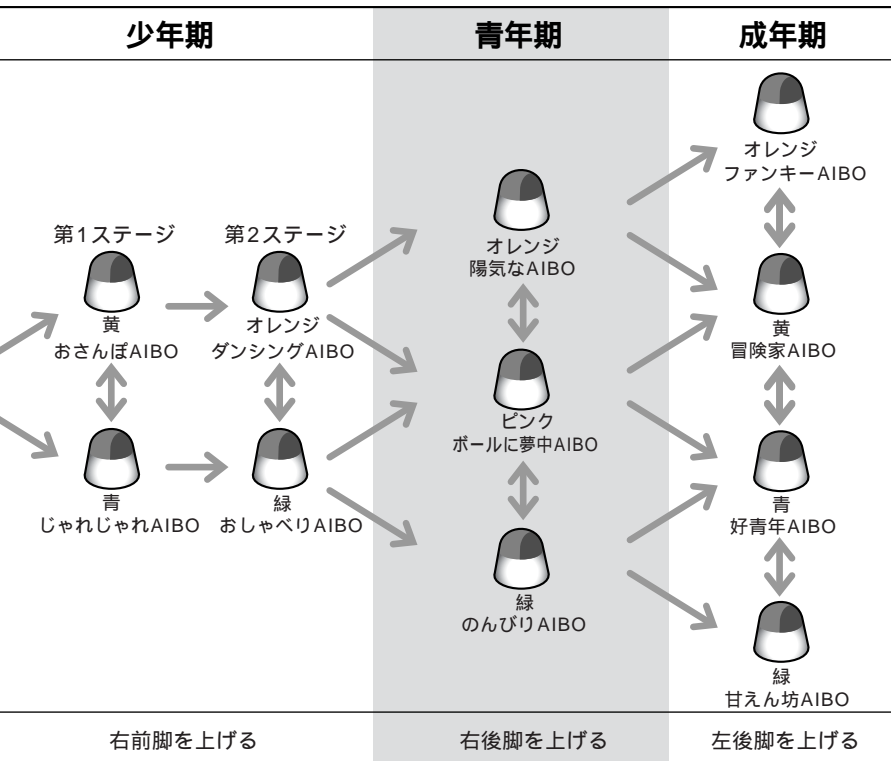 少年期
青年期
成年期
第1ステージ
第2ステージ
黄
おさんぽAIBO
オレンジ
ダンシングAIBO
青
じゃれじゃれAIBO
緑
おしゃべりAIBO
オレンジ
陽気なAIBO
ピンク
ボールに夢中AIBO
緑
のんびりAIBO
オレンジ
ファンキーAIBO
黄
冒険家AIBO
青
好青年AIBO
緑
甘えん坊AIBO
右前脚を上げる
右後脚を上げる
左後脚を上げる